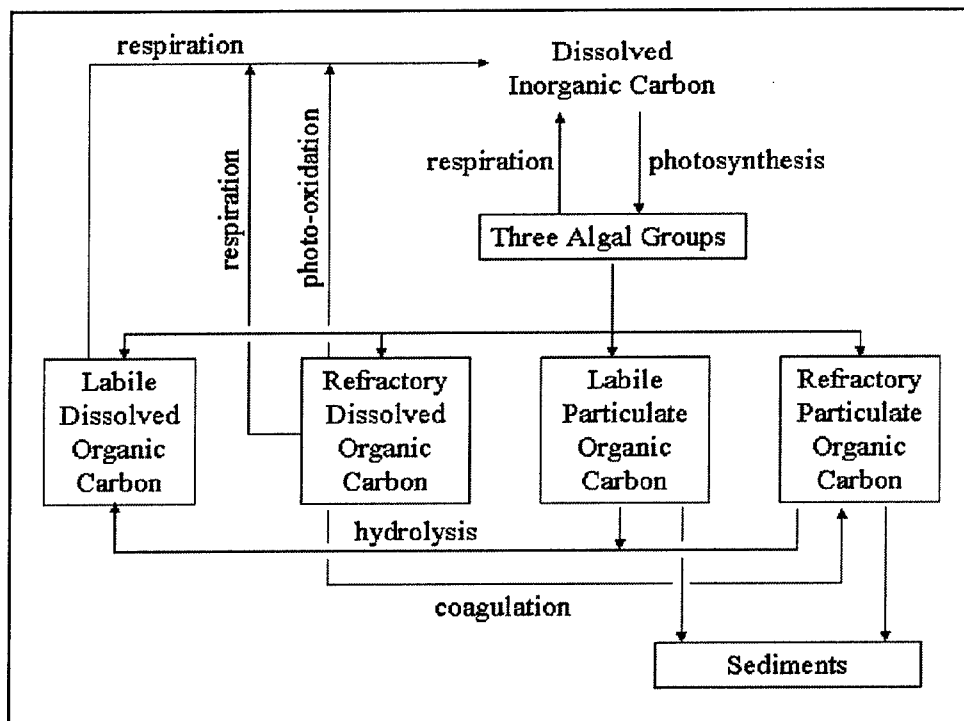 respiration
Dissolved
Inorganic Carbon
respiration
photosynthesis
respiration
photo-oxidation
Three Algal Groups
Labile
Dissolved
Organic
Carbon
Refractory
Dissolved
Organic
Carbon
Labile
Particulate
Organic
Carbon
Refractory
Particulate
Organic
Carbon
hydrolysis
coagulation
Sediments